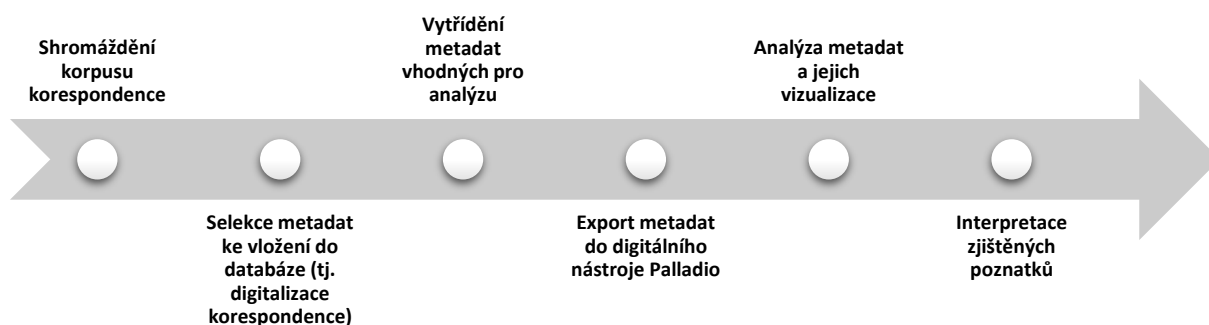 Shromáždění
korpusu
korespondence
Selekce metadat
ke vložení do
databáze (tj.
digitalizace
korespondence)
Vytřídění
metadat
vhodných pro
analýzu
Export metadat
do digitálního
nástroje Palladio
Analýza metadat
a jejich
vizualizace
Interpretace
zjištěných
poznatků